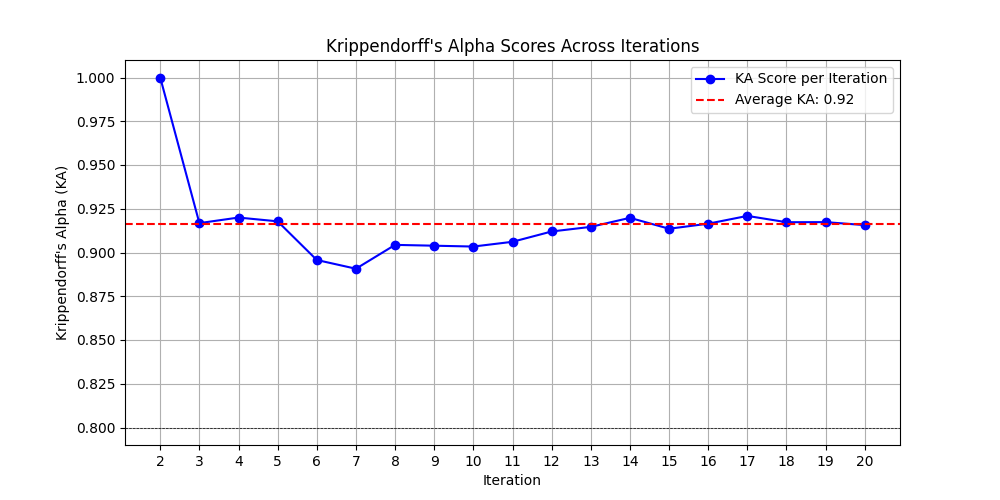 Krippendorff's Alpha Scores Across Iterations
KA Score per Iteration
Average KA: 0.92
Krippendorff's Alpha (KA)
1.000
0.975
0.950
0.925
0.900
0.875
0.850
0.825
0.800
2 3 4 5 6 7 8 9 10 11 12 13 14 15 16 17 18 19 20
Iteration